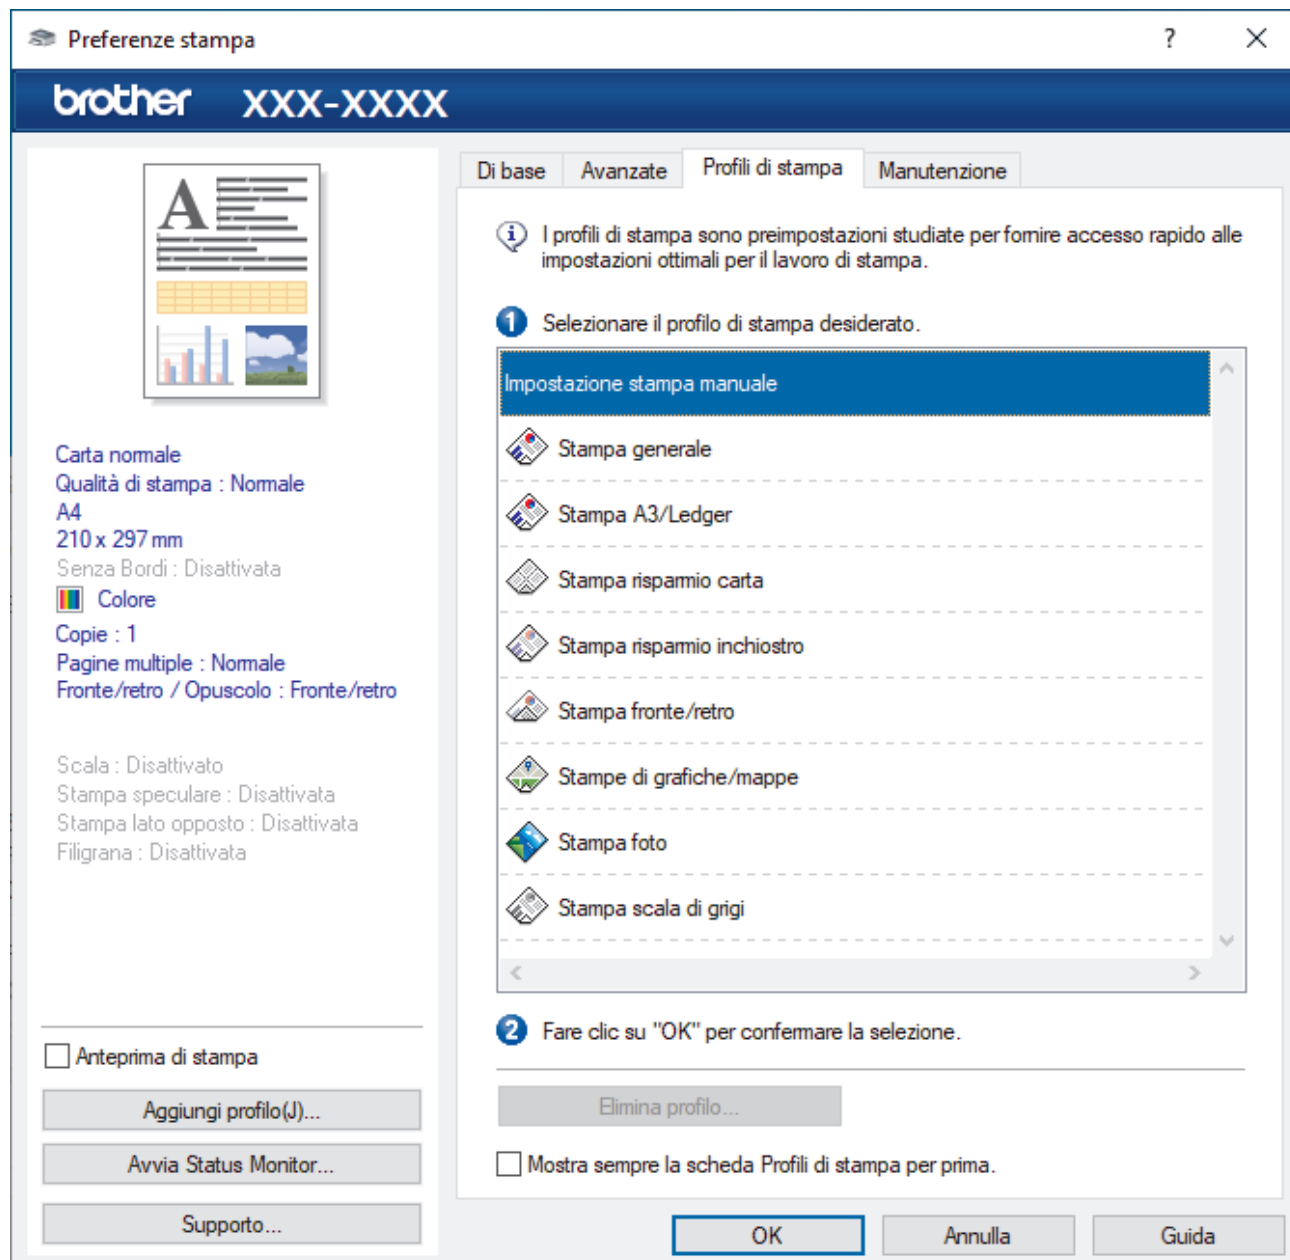 Preferenze stampa
?
brother XXX-XXXX
A
Carta normale
Qualità di stampa : Normale
A4
210 x 297 mm
Senza Bordi : Disattivata
Colore
Copie : 1
Pagine multiple : Normale
Fronte/retro / Opuscolo : Fronte/retro
Scala : Disattivato
Stampa speculare : Disattivata
Stampa lato opposto : Disattivata
Filigrana : Disattivata
Anteprima di stampa
Aggiungi profilo(J)...
Avvia Status Monitor...
Supporto...
Di base Avanzate Profili di stampa Manutenzione
I profili di stampa sono preimpostazioni studiate per fornire accesso rapido alle
impostazioni ottimali per il lavoro di stampa.
1 Selezionare il profilo di stampa desiderato.
Impostazione stampa manuale
Stampa generale
Stampa A3/Ledger
Stampa risparmio carta
Stampa risparmio inchiostro
Stampa fronte/retro
Stampe di grafiche/mappe
Stampa foto
Stampa scala di grigi
2 Fare clic su "OK" per confermare la selezione.
Elimina profilo...
Mostra sempre la scheda Profili di stampa per prima.
OK Annulla Guida